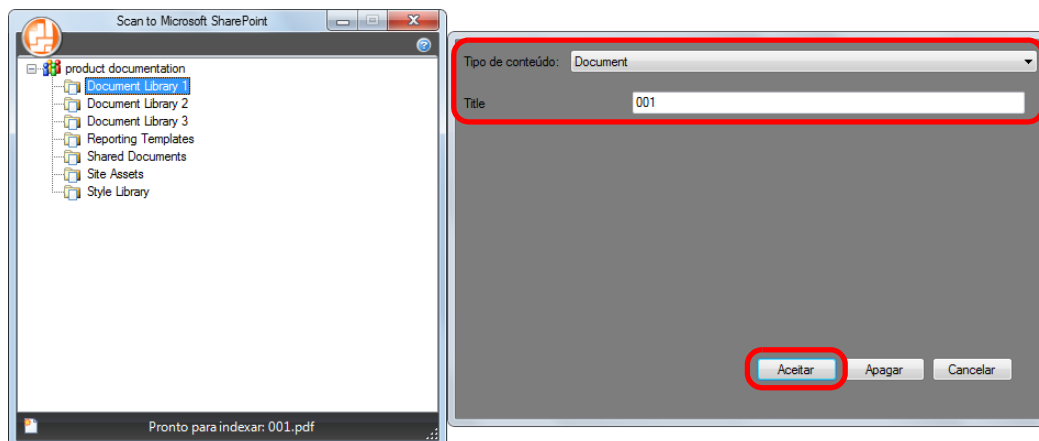 Scan to Microsoft SharePoint
product documentation
Document Library 1
Document Library 2
Document Library 3
Reporting Templates
Shared Documents
Site Assets
Style Library
Pronto para indexar: 001.pdf
Tipo de conteúdo: Document
Title 001
Aceitar Apagar Cancelar